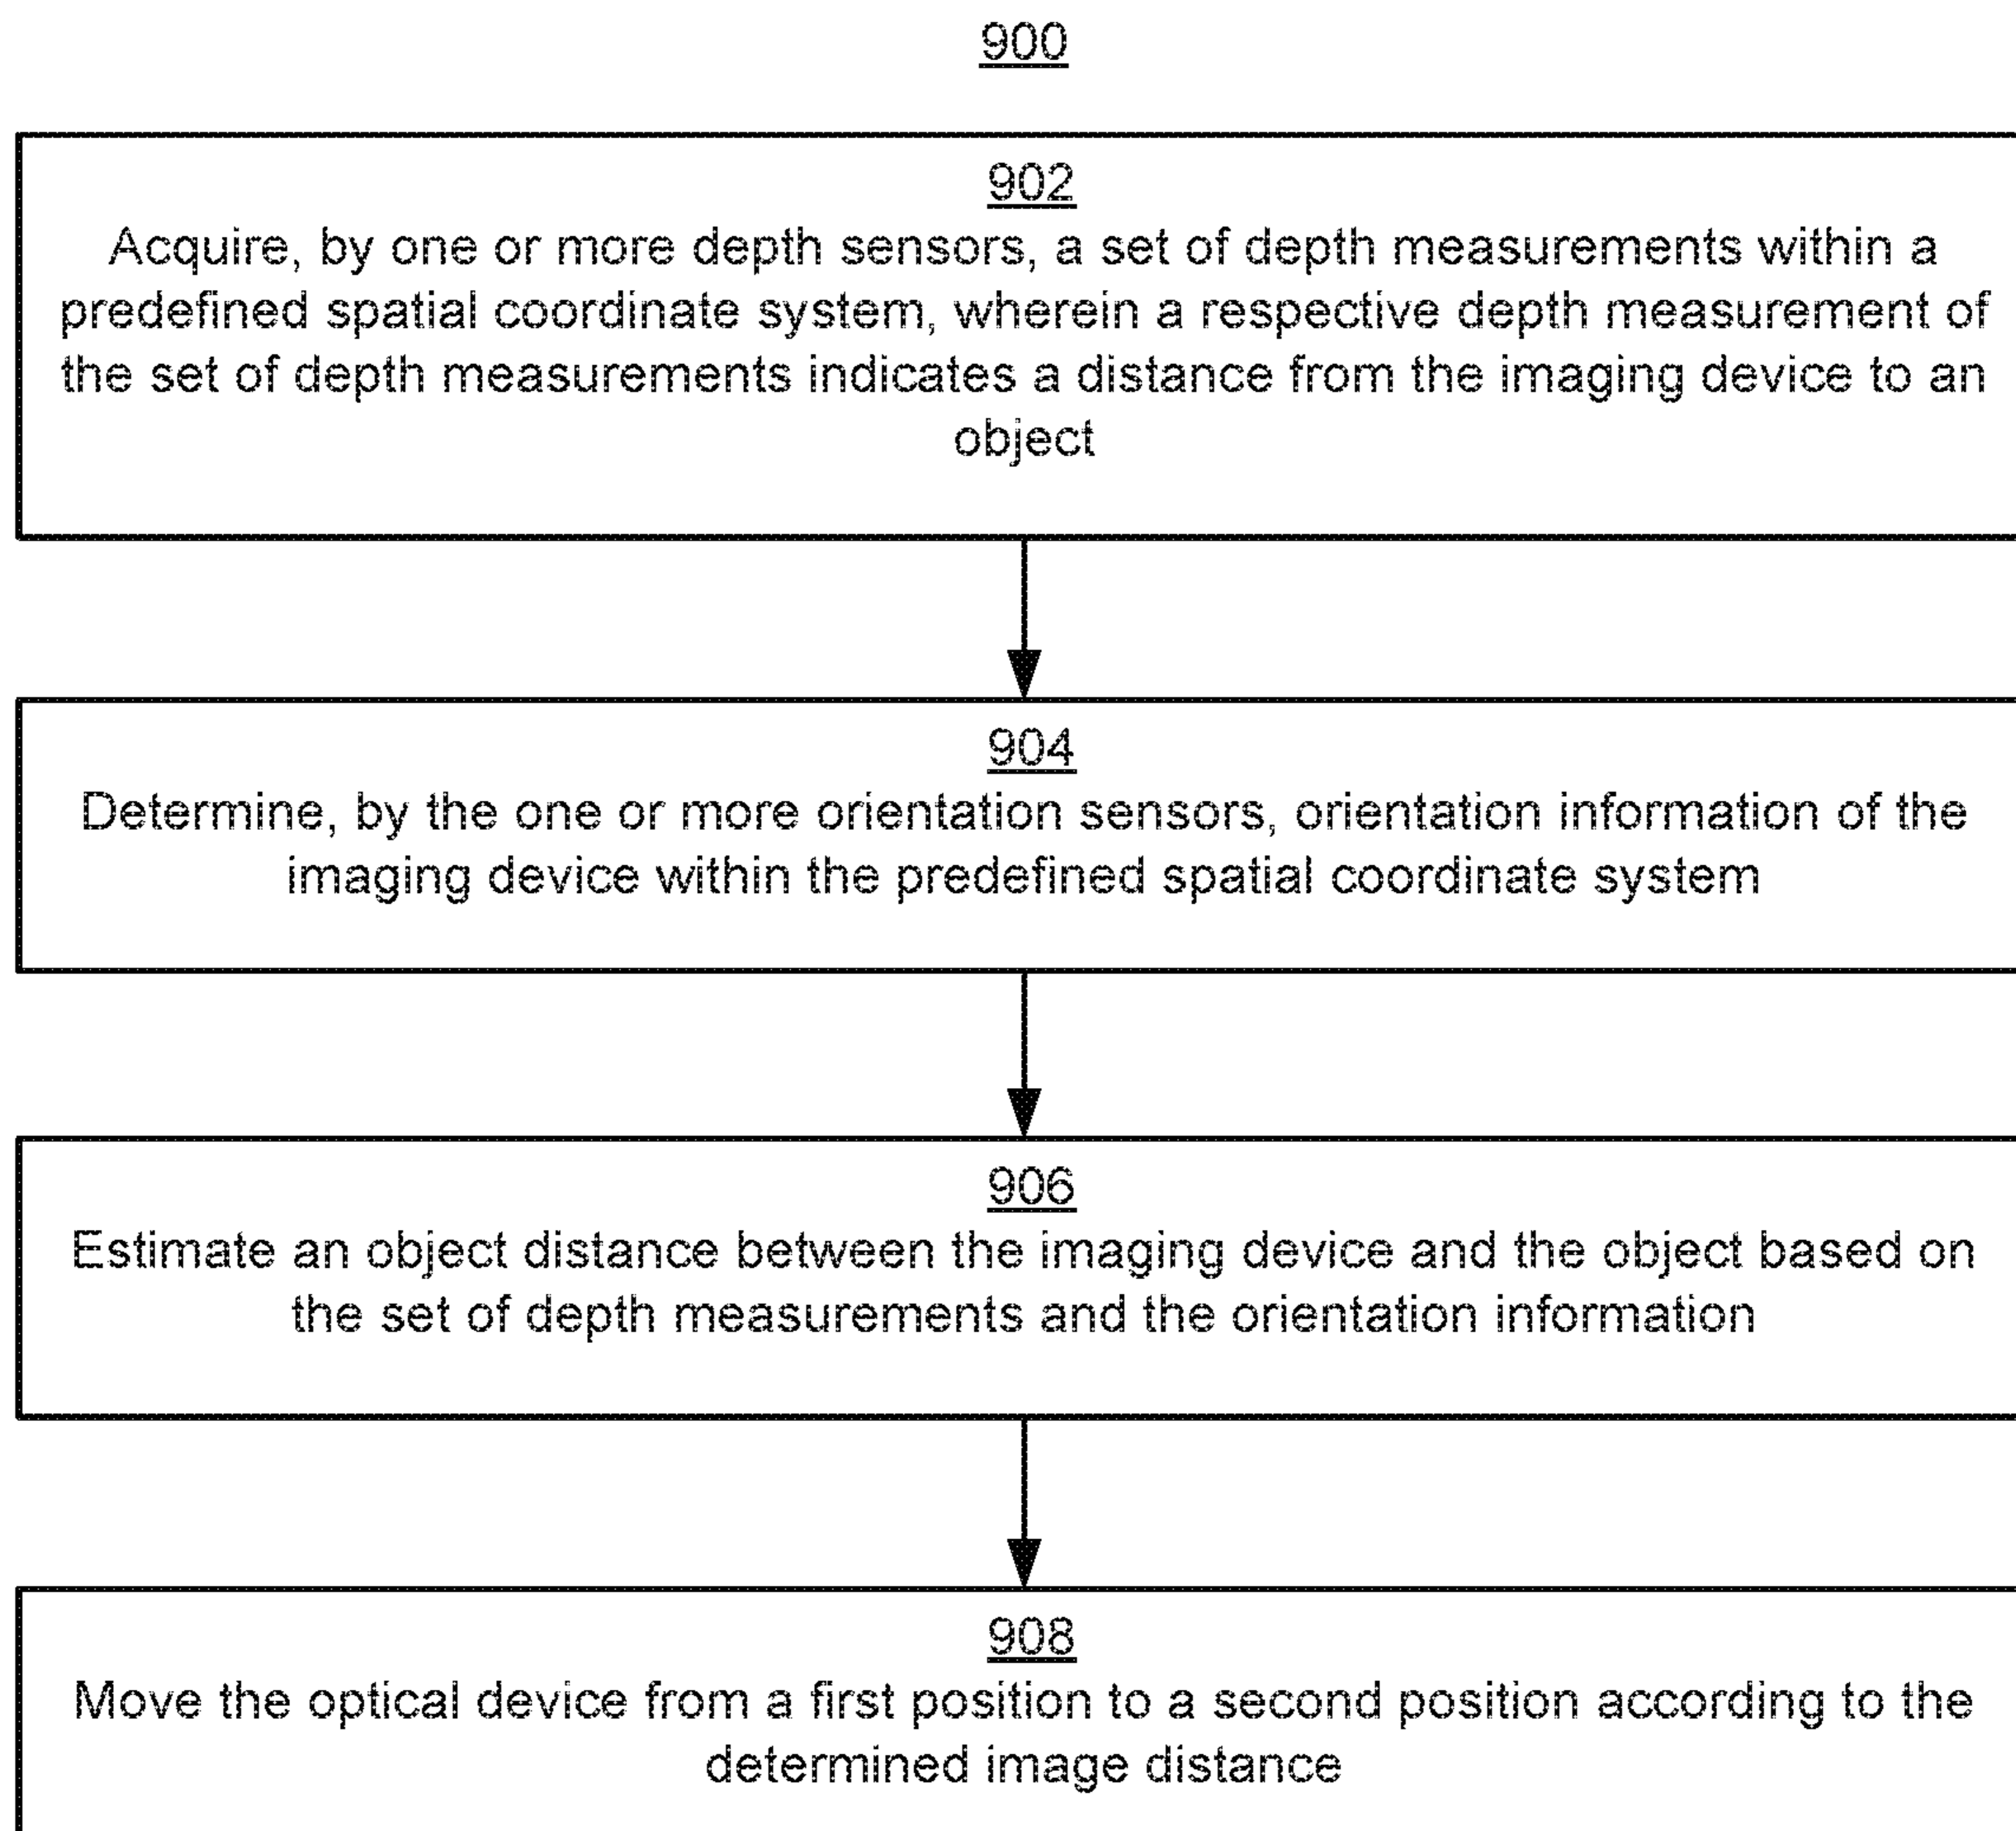 900
902
Acquire, by one or more depth sensors, a set of depth measurements within a
predefined spatial coordinate system, wherein a respective depth measurement of
the set of depth measurements indicates a distance from the imaging device to an
object
904
Determine, by the one or more orientation sensors, orientation information of the
imaging device within the predefined spatial coordinate system
906
Estimate an object distance between the imaging device and the object based on
the set of depth measurements and the orientation information
908
Move the optical device from a first position to a second position according to the
determined image distance